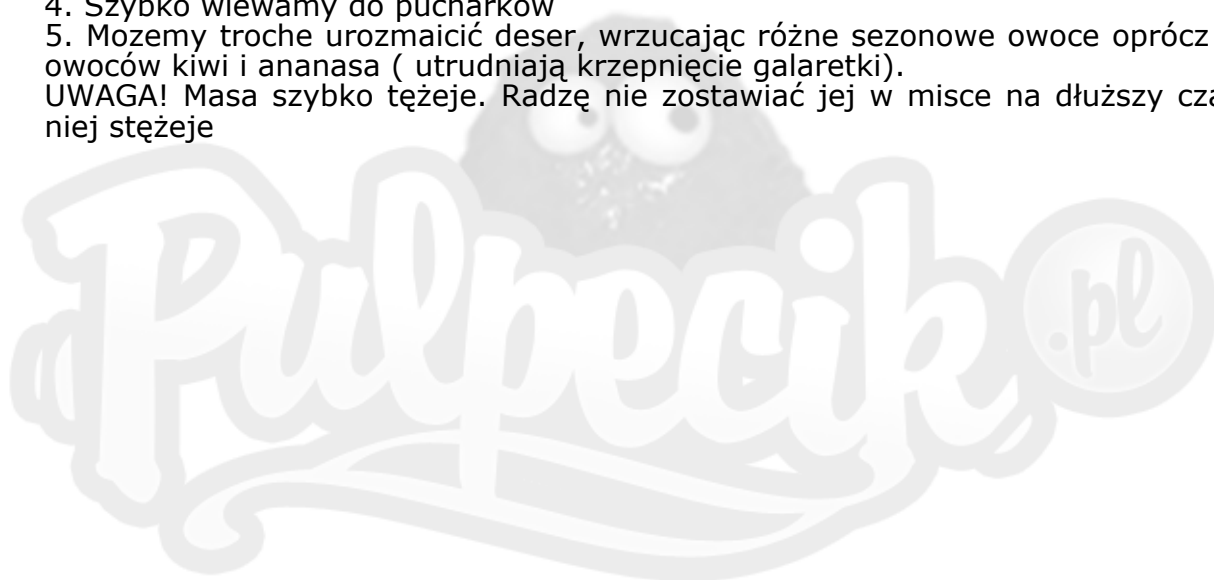 4. Szybko wlewamy do pucharków
5. Mozemy troche urozmaicić deser, wrzucając różne sezonowe owoce oprócz
owoców kiwi i ananasa ( utrudniają krzepnięcie galaretki).
UWAGA! Masa szybko tężeje. Radzę nie zostawiać jej w misce na dłuższy
niej stężeje
Pulpecik.pl